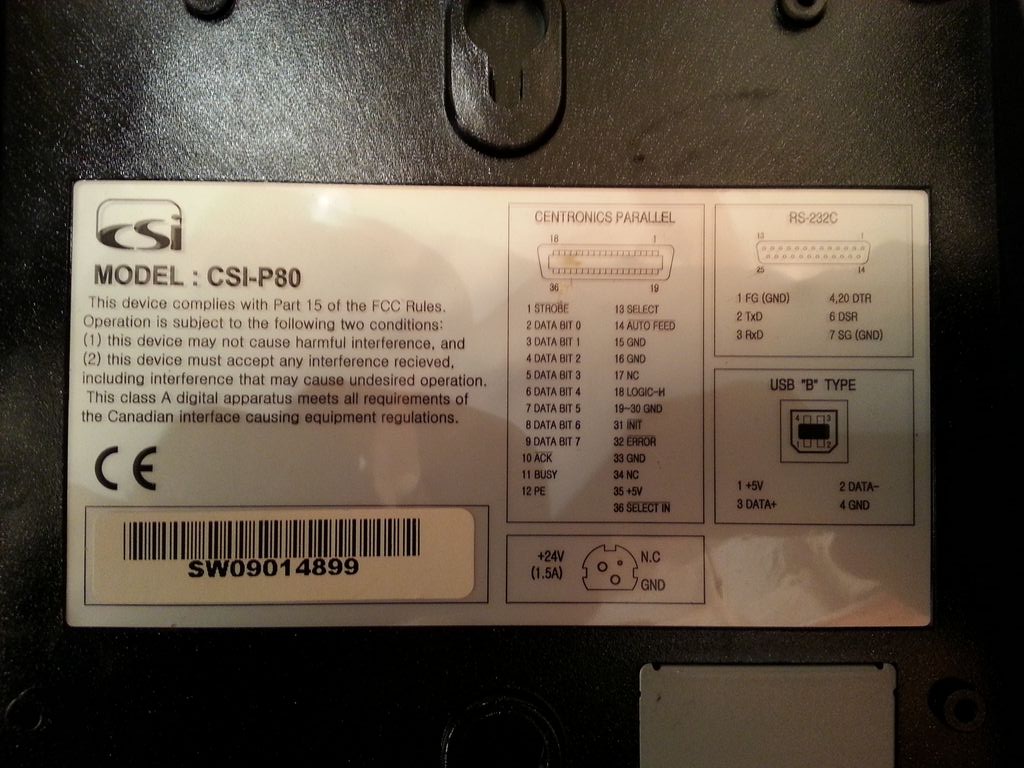 csi
MODEL : CSI-P80
This device complies with Part 15 of the FCC Rules.
Operation is subject to the following two conditions:
(1) this device may not cause harmful interference, and
(2) this device must accept any interference recieved,
including interference that may cause undesired operation.
This class A digital apparatus meets all requirements of
the Canadian interface causing equipment regulations.
CE
SW09014899
CENTRONICS PARALLEL
18 1
36 19
1 STROBE 13 SELECT
2 DATA BIT 0 14 AUTO FEED
3 DATA BIT 1 15 GND
4 DATA BIT 2 16 GND
5 DATA BIT 3 17 NC
6 DATA BIT 4 18 LOGIC-H
7 DATA BIT 5 19-30 GND
8 DATA BIT 6 31 INIT
9 DATA BIT 7 32 ERROR
10 ACK 33 GND
11 BUSY 34 NC
12 PE 35 +5V
36 SELECT IN
+24V N.C
(1.5A) GND
RS-232C
13 1
25 14
1 FG (GND) 4,20 DTR
2 TxD 6 DSR
3 RxD 7 SG (GND)
USB "B" TYPE
4 3
1 2
1 +5V 2 DATA-
3 DATA+ 4 GND